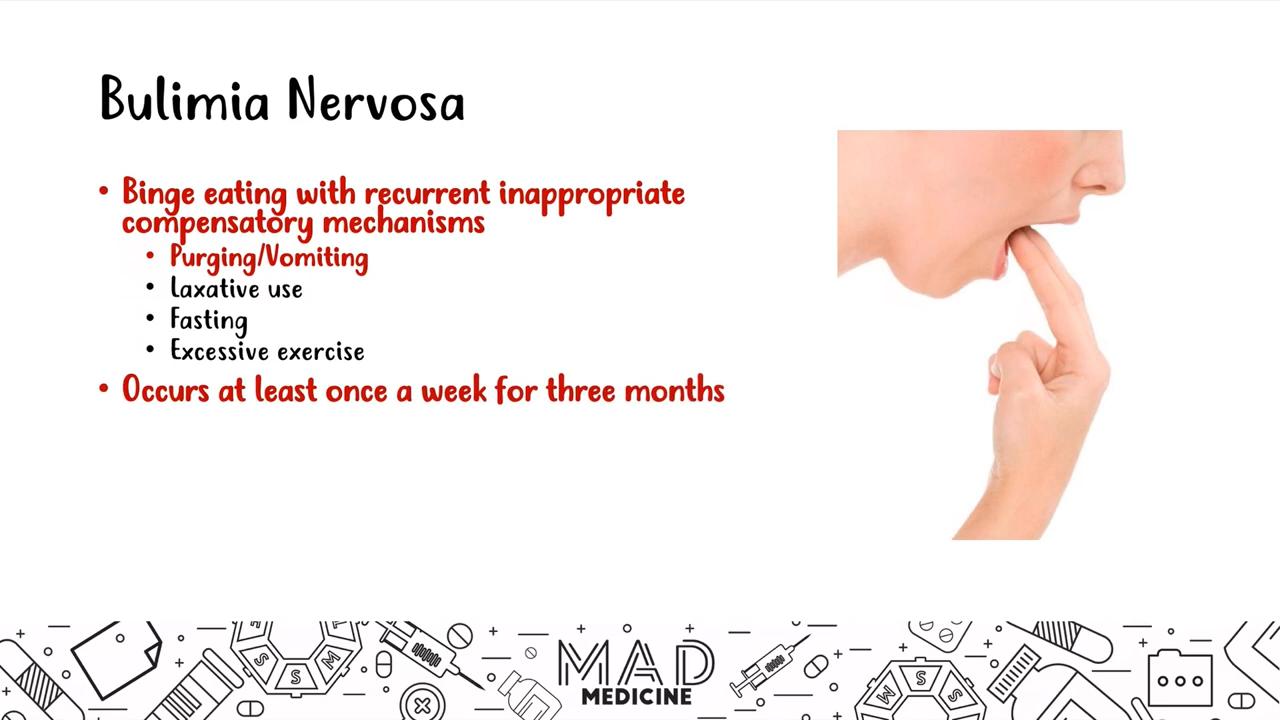 Bulimia Nervosa
• Binge eating with recurrent inappropriate
compensatory mechanisms
• Purging/Vomiting
• Laxative use
• Fasting
• Excessive exercise
• Occurs at least once a week for three months
S
S
M
MAD
MEDICINE
M
S
S